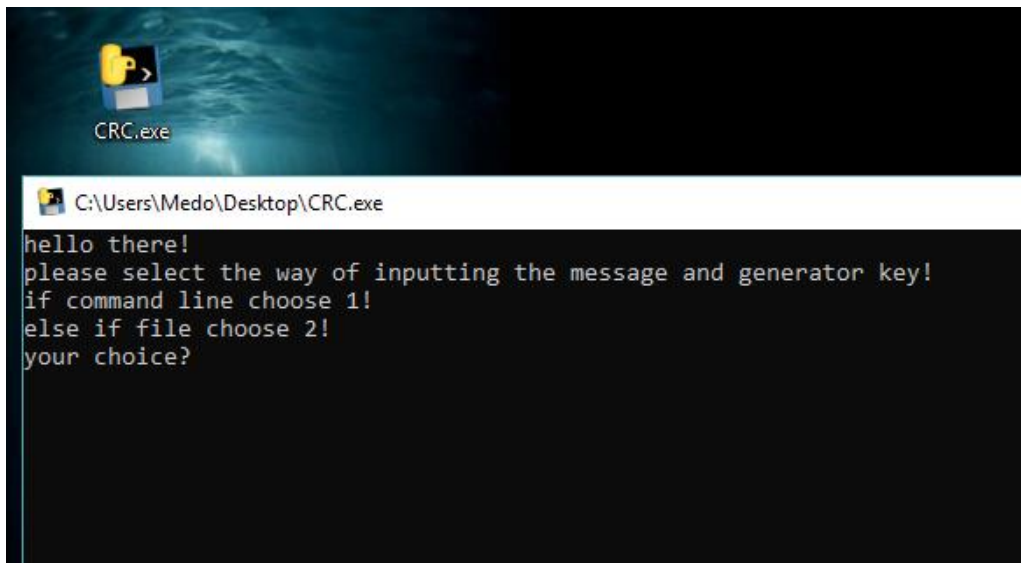 CRC.exe
C:\Users\Medo\Desktop\CRC.exe
hello there!
please select the way of inputting the message and generator key!
if command line choose 1!
else if file choose 2!
your choice?